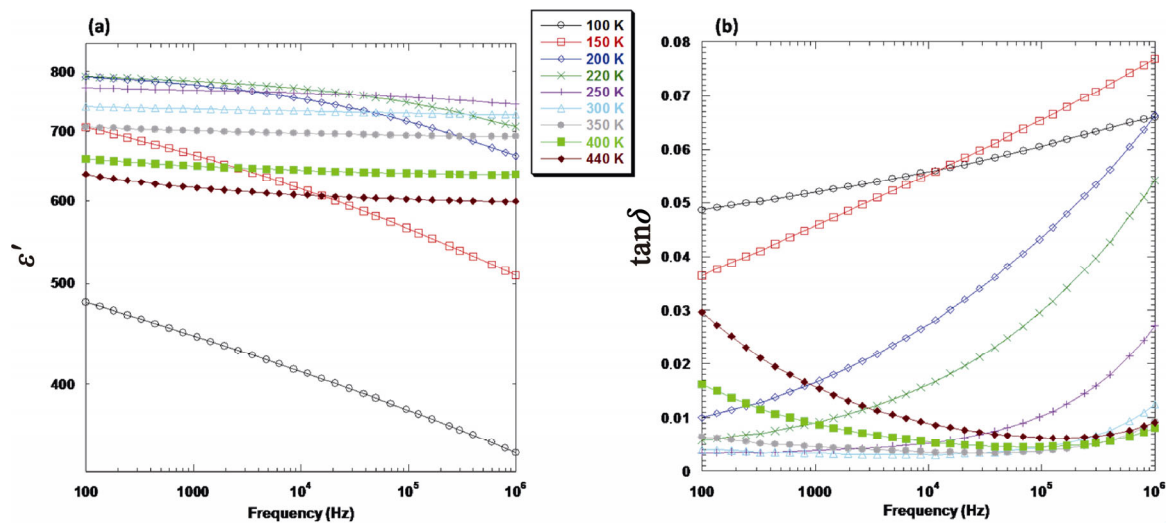 (a)
800
700
600
500
400
ε′
100
1000
10⁴
10⁵
10⁶
Frequency (Hz)
100 K
150 K
200 K
220 K
250 K
300 K
350 K
400 K
440 K
(b)
0.08
0.07
0.06
0.05
0.04
0.03
0.02
0.01
0
tanδ
100
1000
10⁴
10⁵
10⁶
Frequency (Hz)